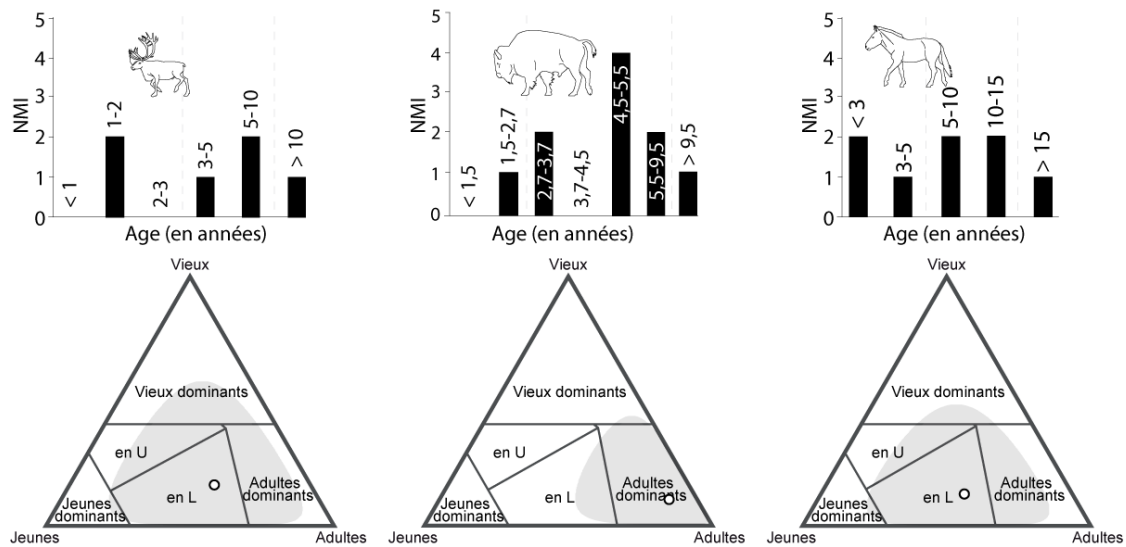 5
4
3
2
1
0
NMI
< 1
1-2
2-3
3-5
5-10
> 10
Age (en années)
5
4
3
2
1
0
NMI
< 1,5
1,5-2,7
2,7-3,7
3,7-4,5
4,5-5,5
5,5-9,5
> 9,5
Age (en années)
5
4
3
2
1
0
NMI
< 3
3-5
5-10
10-15
> 15
Age (en années)
Vieux
Vieux dominants
en U
en L
Jeunes
dominants
Adultes
dominants
Jeunes
Adultes
Vieux
Vieux dominants
en U
en L
Jeunes
dominants
Adultes
dominants
Jeunes
Adultes
Vieux
Vieux dominants
en U
en L
Jeunes
dominants
Adultes
dominants
Jeunes
Adultes